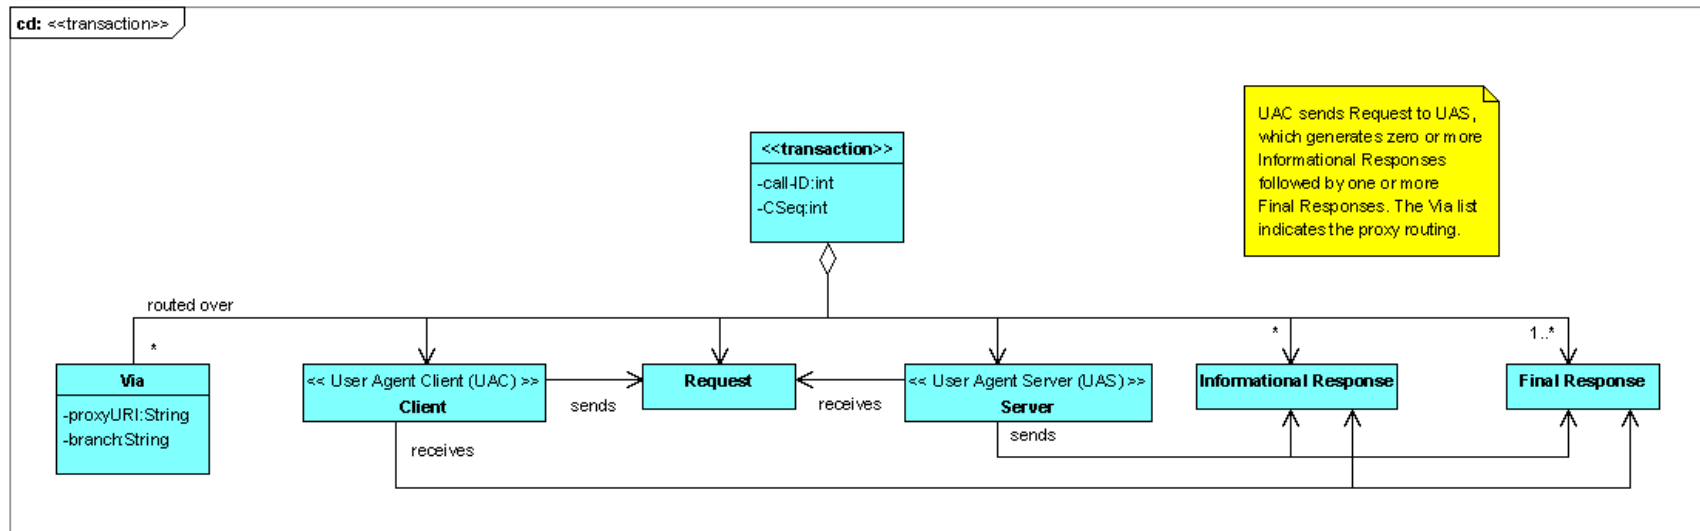 cd: <<transaction>>
UAC sends Request to UAS,
which generates zero or more
Informational Responses
followed by one or more
Final Responses. The Via list
indicates the proxy routing.
<<transaction>>
-call-ID:int
-CSeq:int
routed over
*
*
1..*
Via
-proxyURI:String
-branch:String
<< User Agent Client (UAC) >>
Client
sends
receives
Request
receives
<< User Agent Server (UAS) >>
Server
sends
Informational Response
Final Response